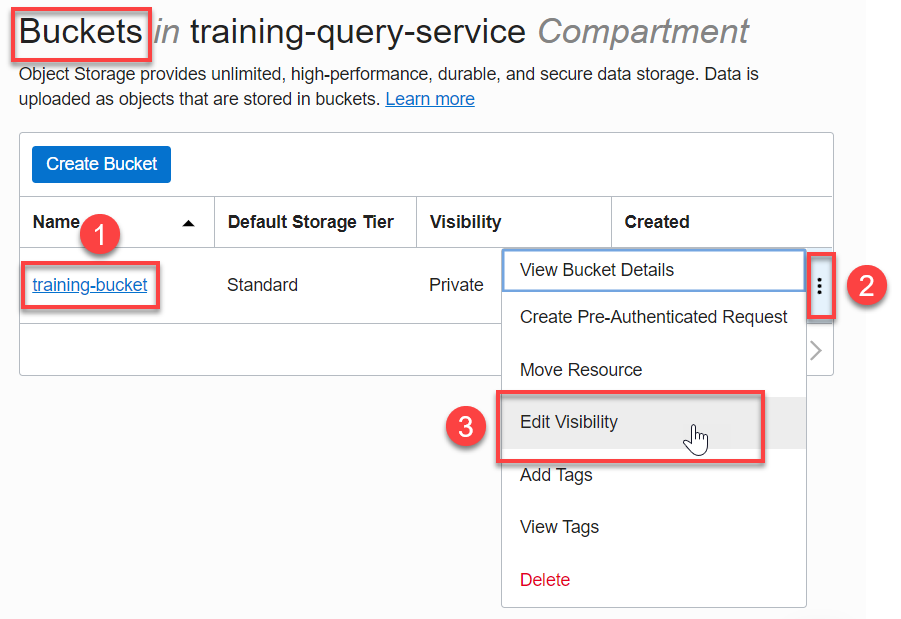 Buckets in training-query-service Compartment
Object Storage provides unlimited, high-performance, durable, and secure data storage. Data is
uploaded as objects that are stored in buckets. Learn more
Create Bucket
Name Default Storage Tier Visibility Created
1
training-bucket Standard Private
2
View Bucket Details
Create Pre-Authenticated Request
Move Resource
3
Edit Visibility
Add Tags
View Tags
Delete